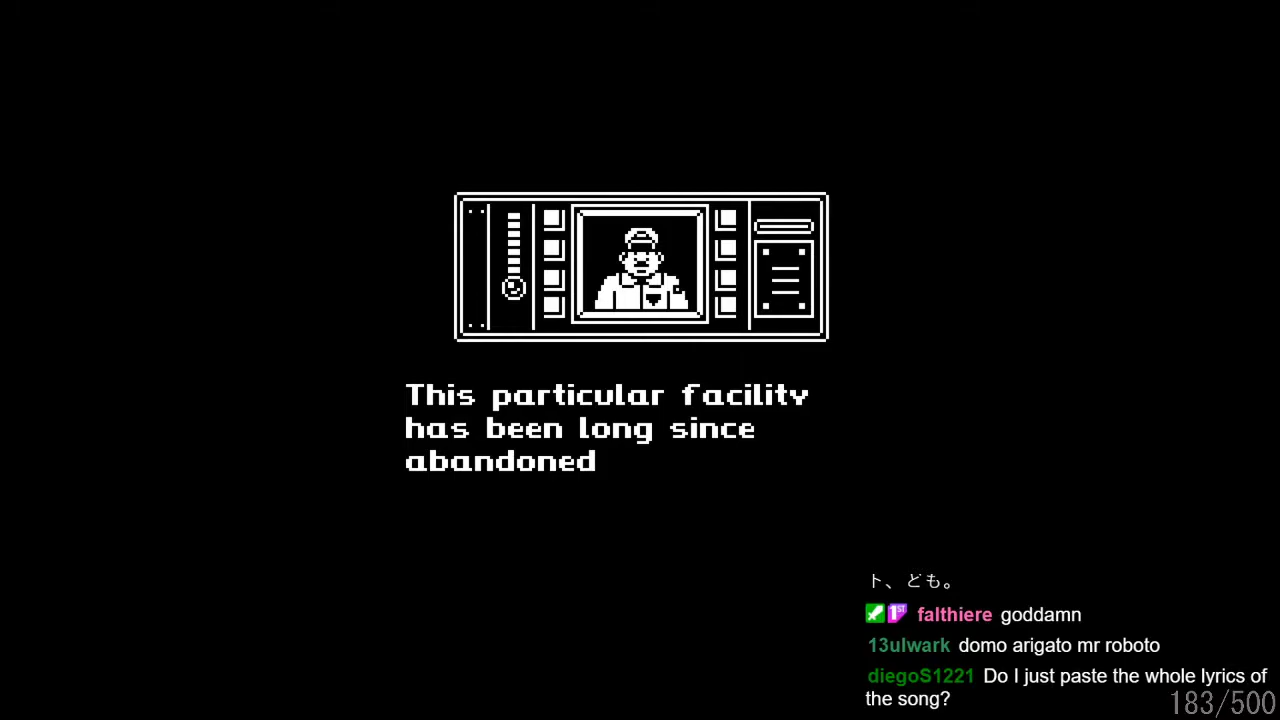 This particular facility
has been long since
abandoned
ト、ども。
1ST falthiere goddamn
13ulwark domo arigato mr roboto
diegoS1221 Do I just paste the whole lyrics of
the song?
183/500